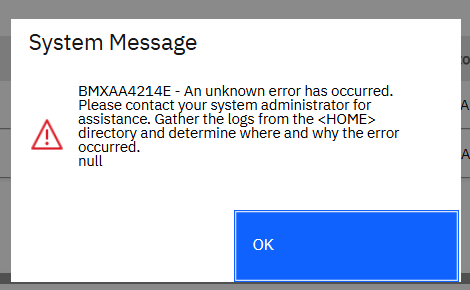 System Message
BMXAA4214E - An unknown error has occurred.
Please contact your system administrator for
assistance. Gather the logs from the <HOME>
directory and determine where and why the error
occurred.
null
OK